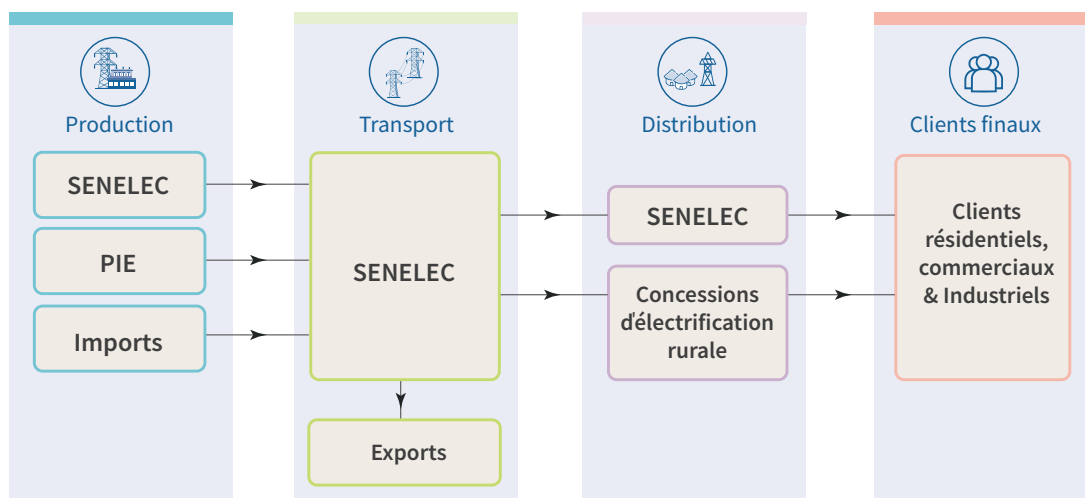 Production
SENELEC
PIE
Imports
Transport
SENELEC
Exports
Distribution
SENELEC
Concessions
d'électrification
rurale
Clients finaux
Clients
résidentiels,
commerciaux
& Industriels